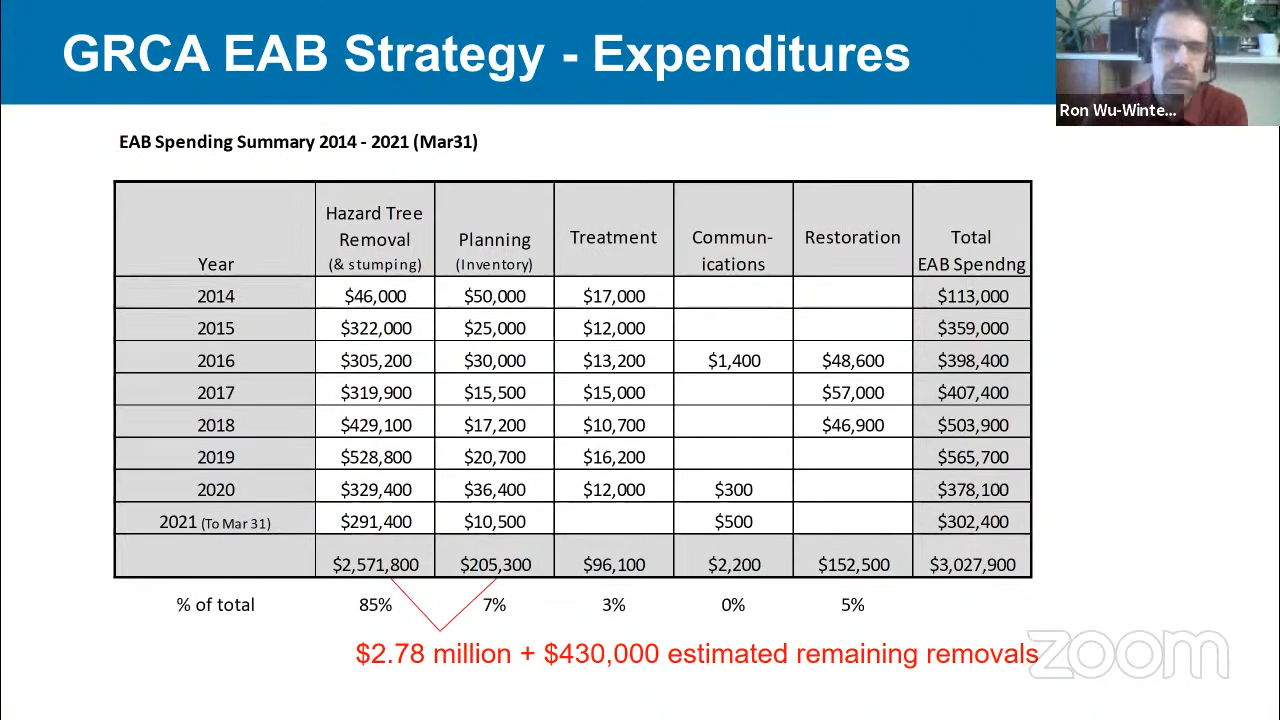 GRCA EAB Strategy - Expenditures
Ron Wu-Winte...
EAB Spending Summary 2014 - 2021 (Mar31)
Year Hazard Tree Removal (& stumping) Planning (Inventory) Treatment Commun-ications Restoration Total EAB Spendng
2014 $46,000 $50,000 $17,000 $113,000
2015 $322,000 $25,000 $12,000 $359,000
2016 $305,200 $30,000 $13,200 $1,400 $48,600 $398,400
2017 $319,900 $15,500 $15,000 $57,000 $407,400
2018 $429,100 $17,200 $10,700 $46,900 $503,900
2019 $528,800 $20,700 $16,200 $565,700
2020 $329,400 $36,400 $12,000 $300 $378,100
2021 (To Mar 31) $291,400 $10,500 $500 $302,400
$2,571,800 $205,300 $96,100 $2,200 $152,500 $3,027,900
% of total 85% 7% 3% 0% 5%
$2.78 million + $430,000 estimated remaining removals
zoom